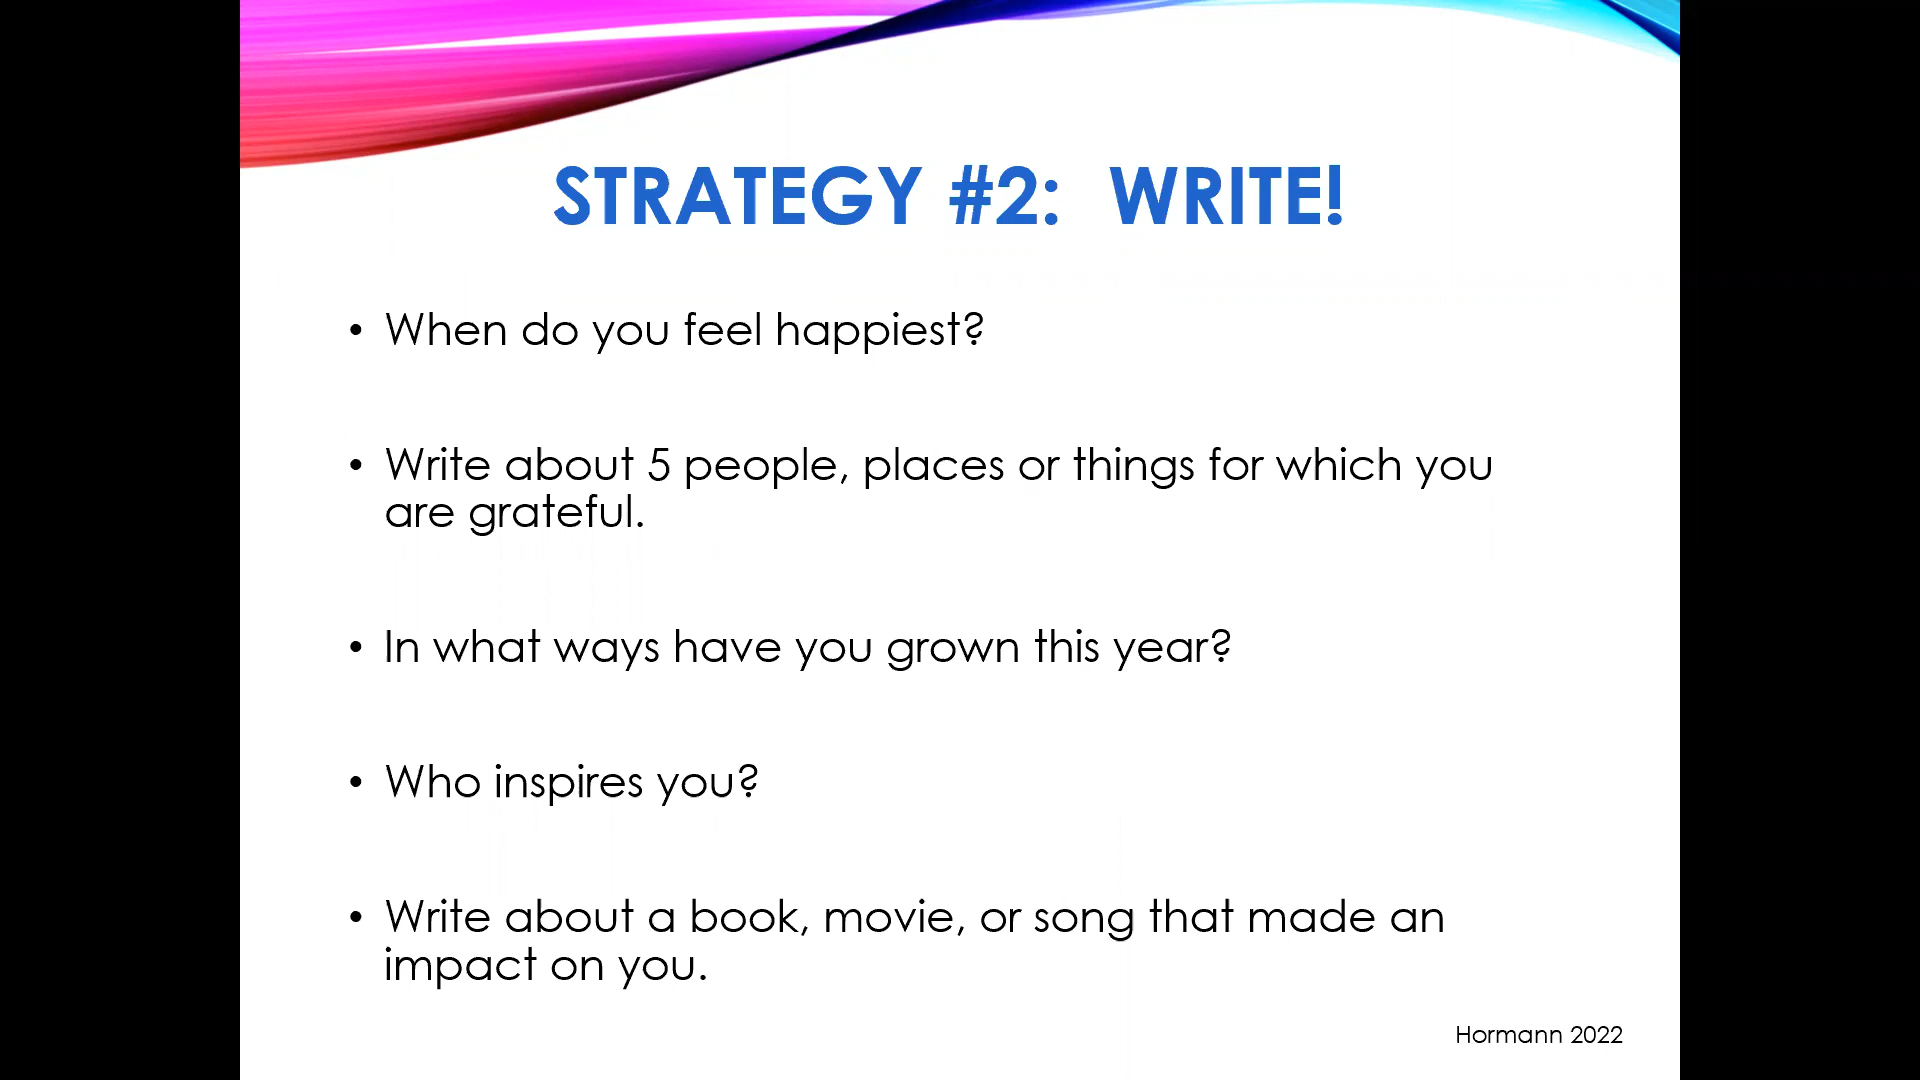 STRATEGY #2: WRITE!
• When do you feel happiest?
• Write about 5 people, places or things for which you
are grateful.
• In what ways have you grown this year?
• Who inspires you?
• Write about a book, movie, or song that made an
impact on you.
Hormann 2022